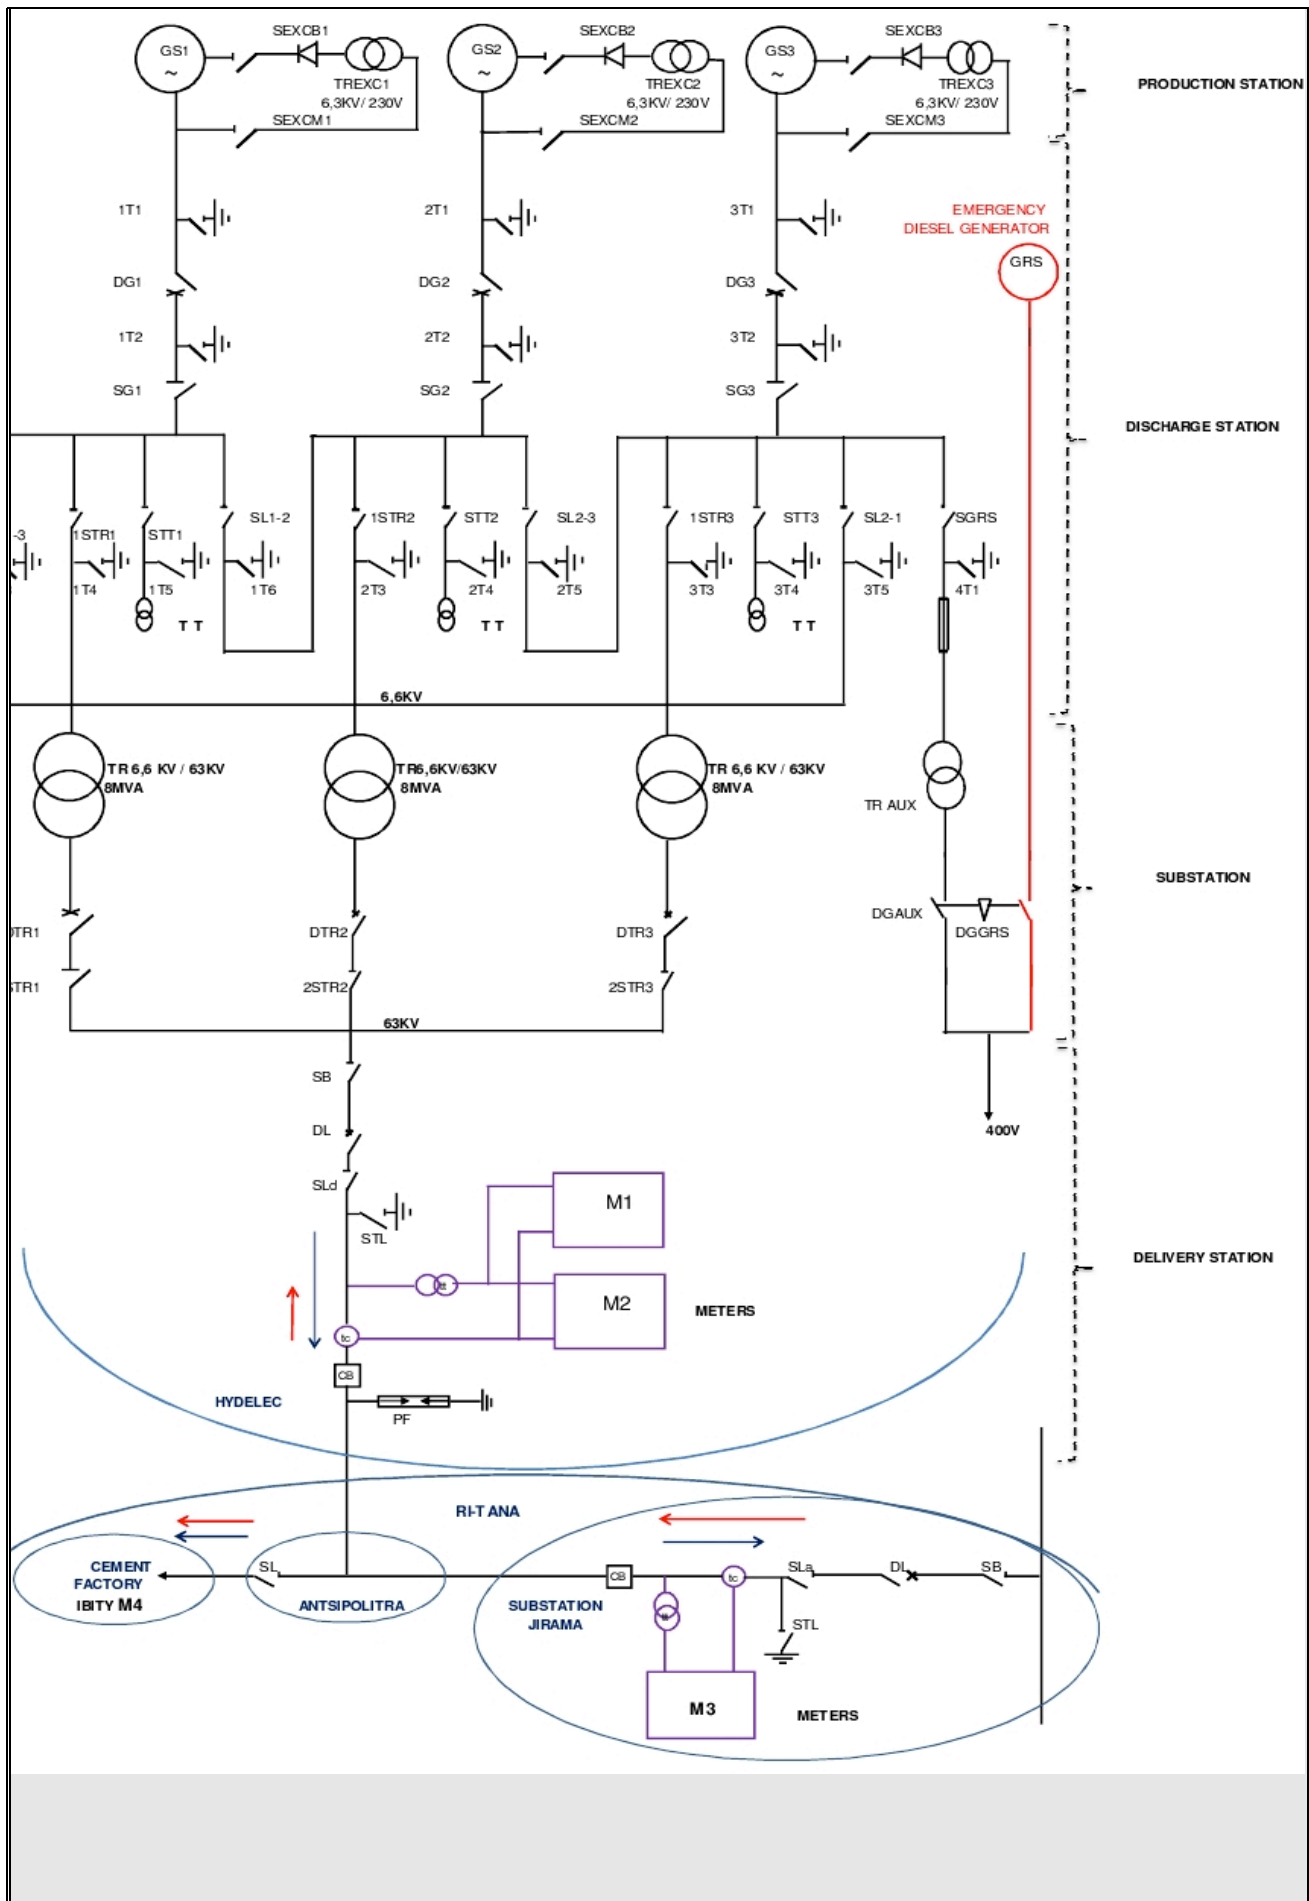 SEXCB1
SEXCB2
SEXCB3
GS1
~
GS2
~
GS3
~
TREXC1
6,3KV/ 230V
TREXC2
6,3KV/ 230V
TREXC3
6,3KV/ 230V
PRODUCTION STATION
SEXCM1
SEXCM2
SEXCM3
1T1
2T1
3T1
EMERGENCY
DIESEL GENERATOR
GRS
DG1
DG2
DG3
1T2
2T2
3T2
SG1
SG2
SG3
DISCHARGE STATION
-3
1STR1
STT1
SL1-2
1STR2
STT2
SL2-3
1STR3
STT3
SL2-1
SGRS
1T4
1T5
1T6
2T3
2T4
2T5
3T3
3T4
3T5
4T1
T T
T T
T T
6,6KV
TR 6,6 KV / 63KV
8MVA
TR6,6KV/63KV
8MVA
TR 6,6 KV / 63KV
8MVA
TR AUX
SUBSTATION
DTR1
DTR2
DTR3
DGAUX
DGGRS
STR1
2STR2
2STR3
63KV
SB
DL
400V
SLd
STL
M1
tt
M2
METERS
tc
CB
DELIVERY STATION
HYDELEC
PF
RI-TANA
CEMENT
FACTORY
IBITY M4
SL
ANTSIPOLITRA
CB
SUBSTATION
JIRAMA
tc
SLa
DL
SB
tt
STL
M3
METERS